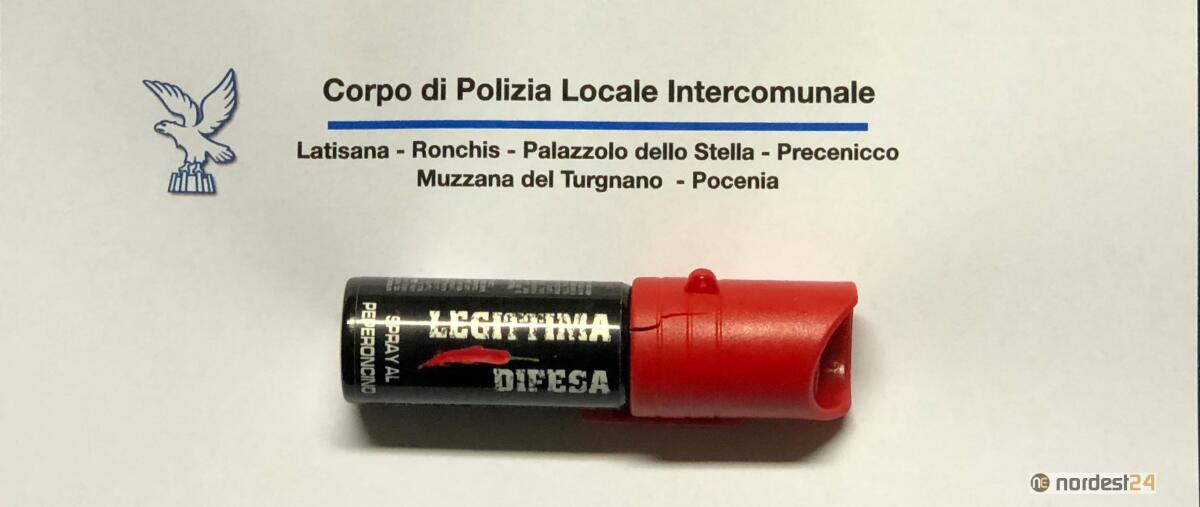 Corpo di Polizia Locale Intercomunale
Latisana - Ronchis - Palazzolo dello Stella - Precenicco
Muzzana del Turgnano - Pocenia
LEGITTIMA
DIFESA
SPRAY AL
PEPERONCINO
ne nordest24